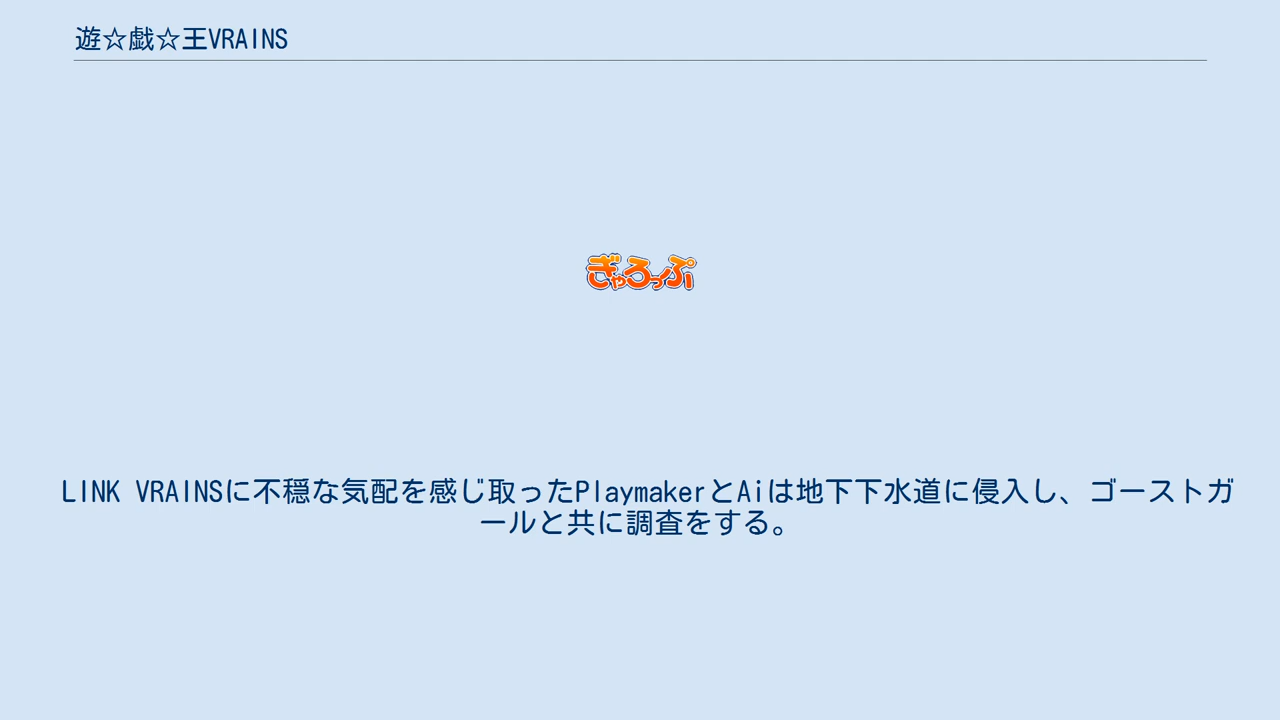 遊☆戯☆王VRAINS
ぎゃろっぷ
LINK VRAINSに不穏な気配を感じ取ったPlaymakerとAiは地下下水道に侵入し、ゴーストガ
ールと共に調査をする。